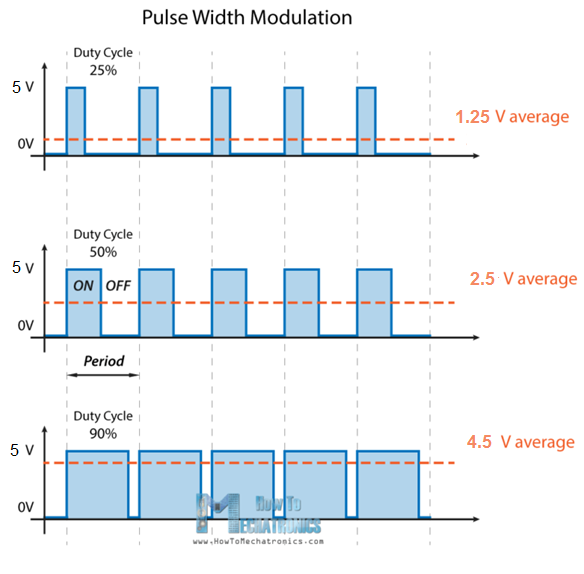 Pulse Width Modulation
Duty Cycle
25%
5 V
1.25 V average
0V
Duty Cycle
50%
5 V
ON OFF
2.5 V average
0V
Period
Duty Cycle
90%
5 V
4.5 V average
0V
How To
MECHATRONICS
www.HowToMechatronics.com